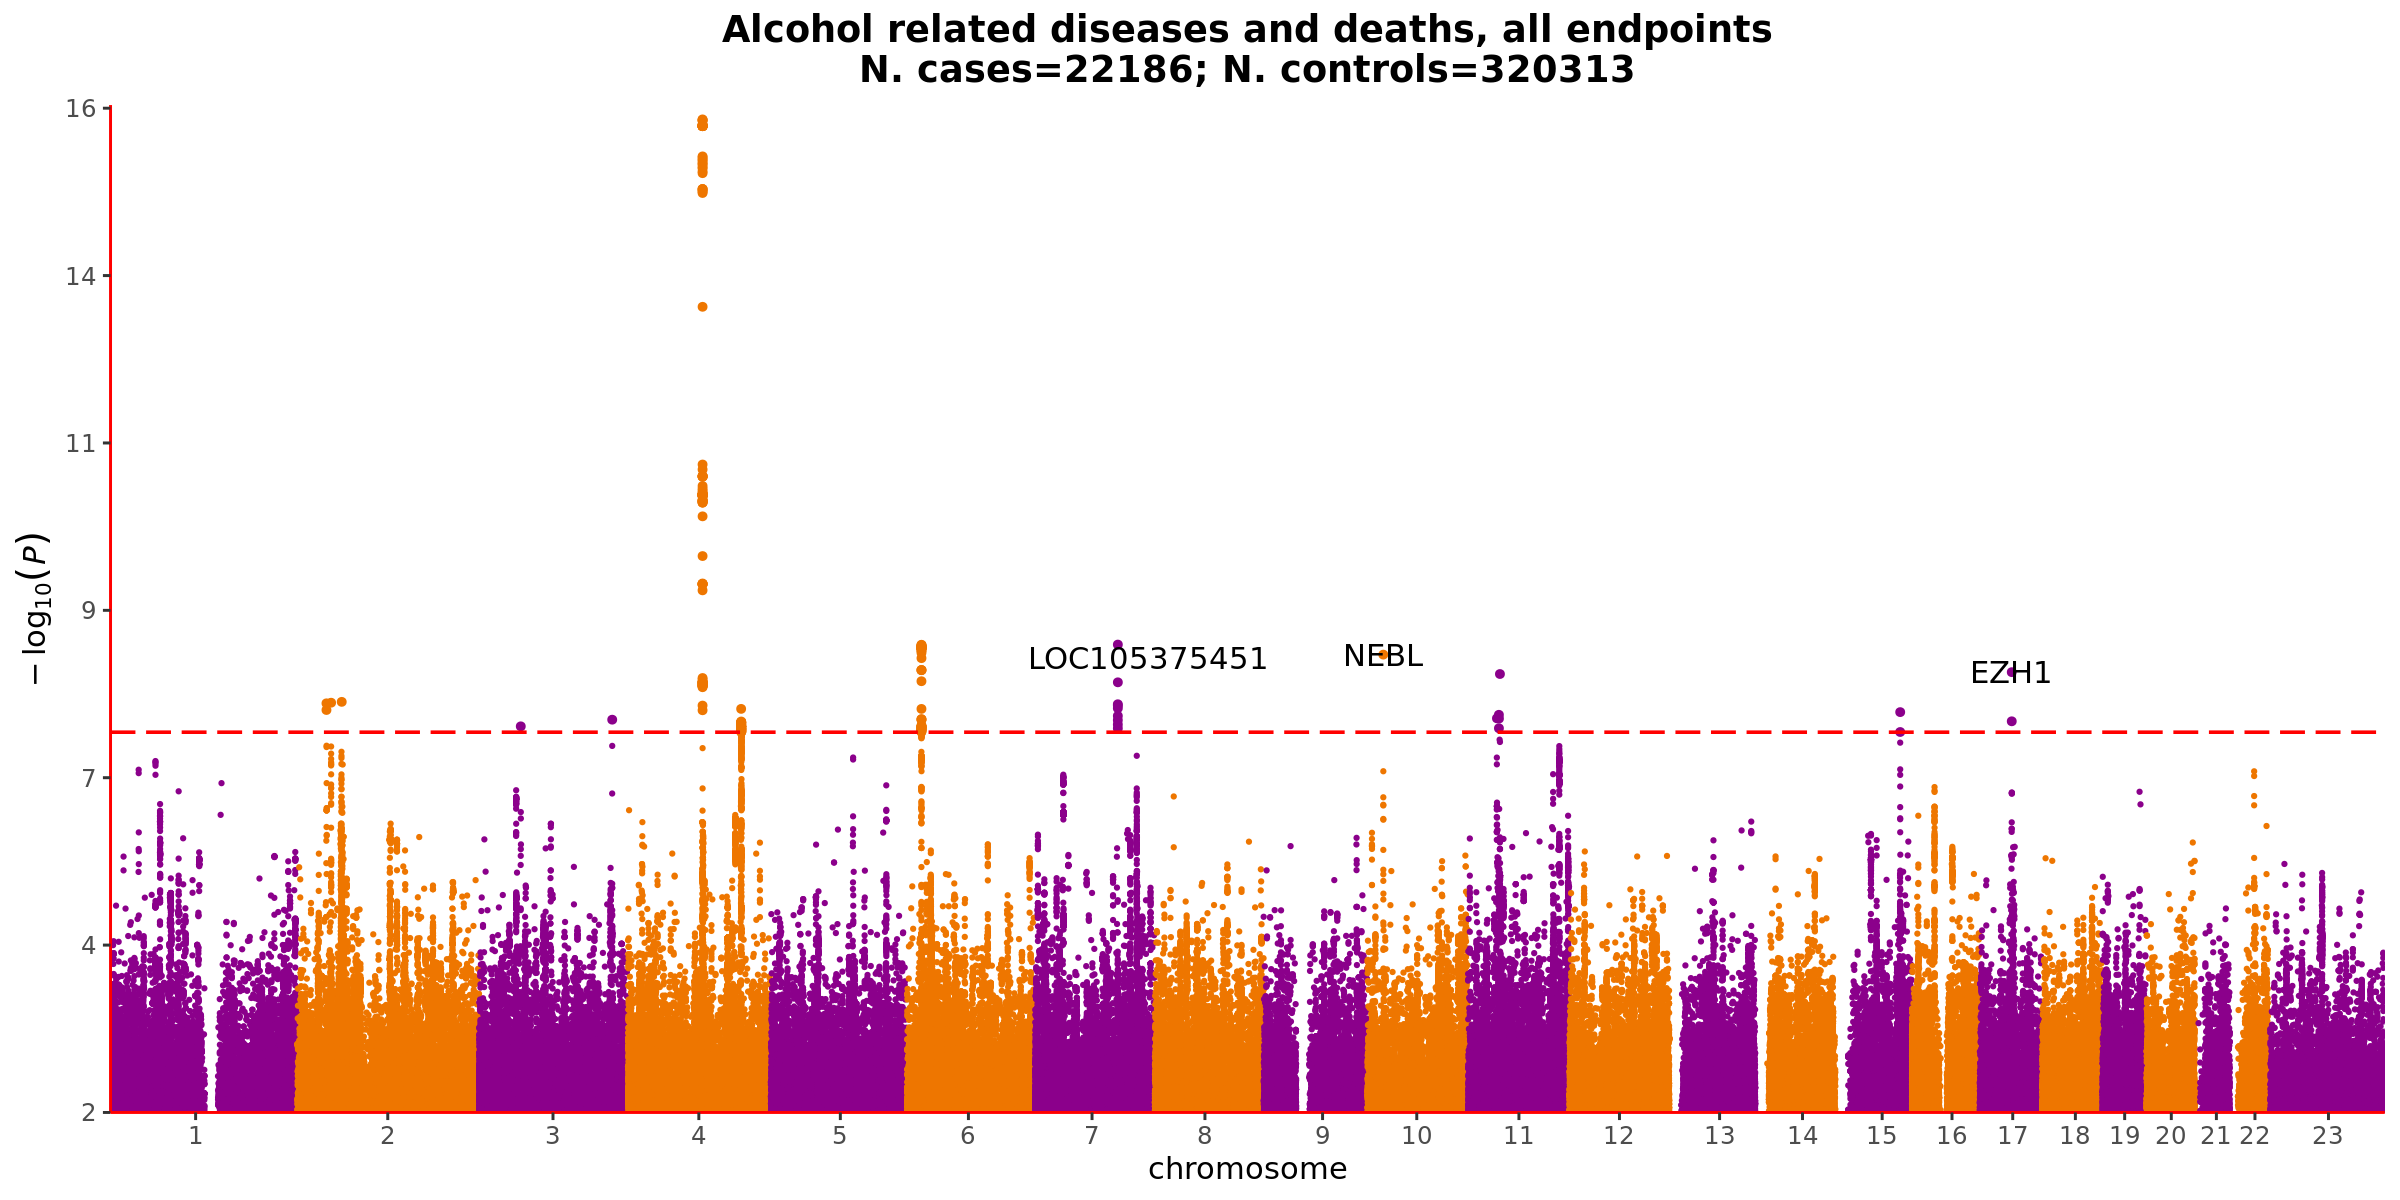 Alcohol related diseases and deaths, all endpoints
N. cases=22186; N. controls=320313
16
14
11
9
7
4
2
− log10(P)
LOC105375451
NEBL
EZH1
1 2 3 4 5 6 7 8 9 10 11 12 13 14 15 16 17 18 19 20 21 22 23
chromosome